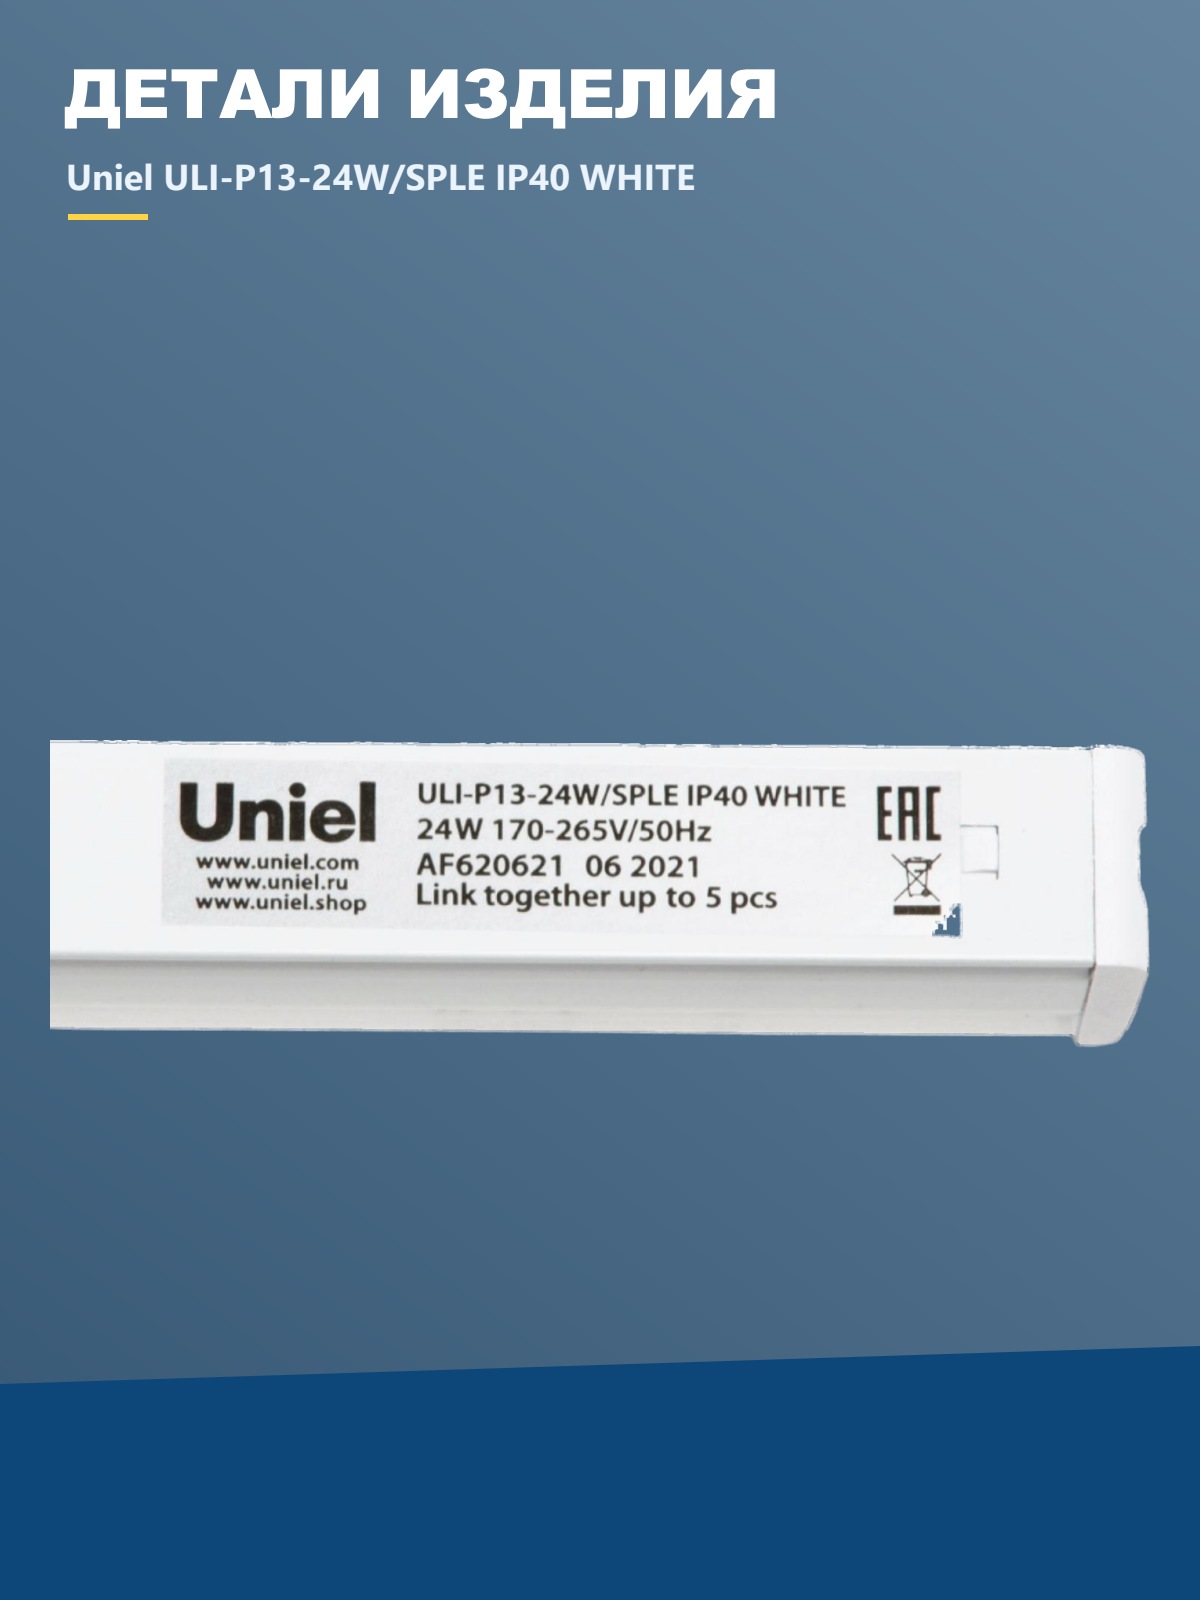 ДЕТАЛИ ИЗДЕЛИЯ
Uniel ULI-P13-24W/SPLE IP40 WHITE
Uniel
www.uniel.com
www.uniel.ru
www.uniel.shop
ULI-P13-24W/SPLE IP40 WHITE
24W 170-265V/50Hz
AF620621 06 2021
Link together up to 5 pcs
EAC